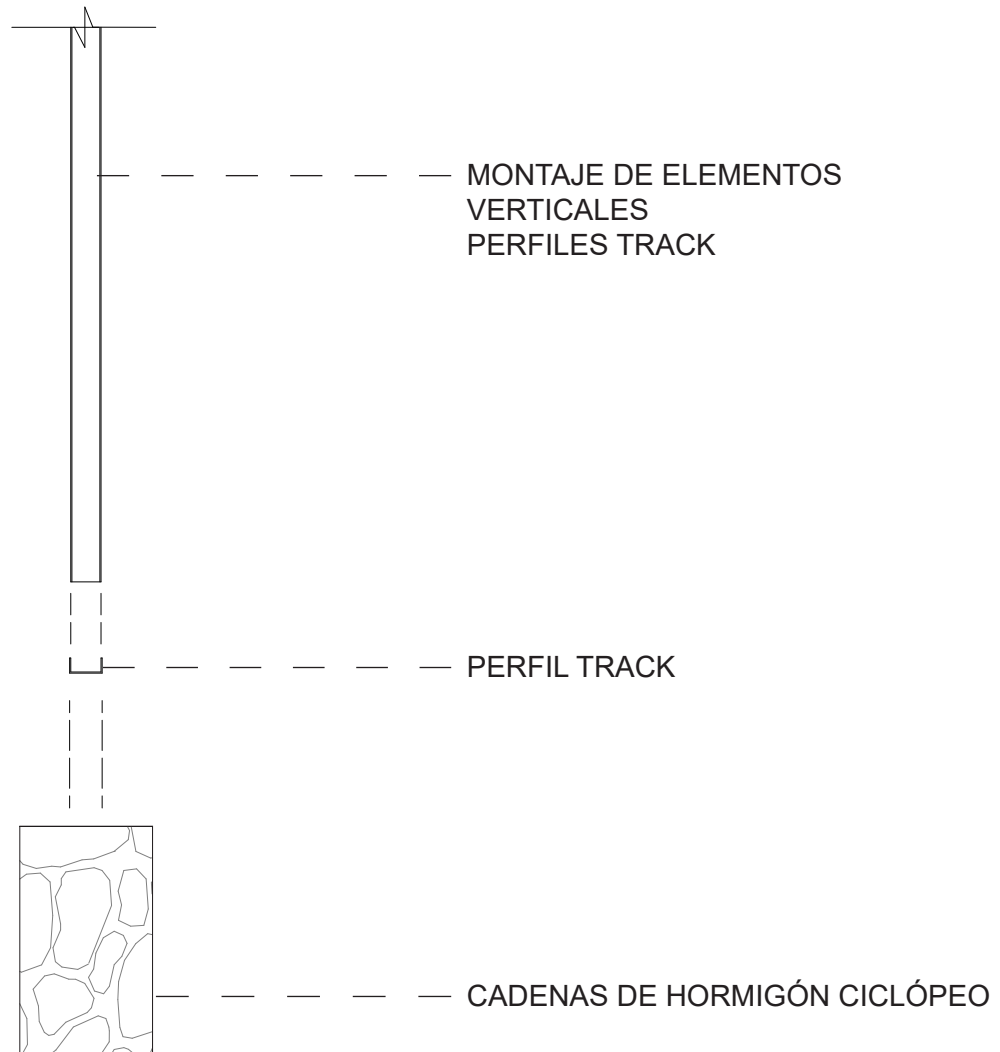 MONTAJE DE ELEMENTOS
VERTICALES
PERFILES TRACK
PERFIL TRACK
CADENAS DE HORMIGÓN CICLÓPEO